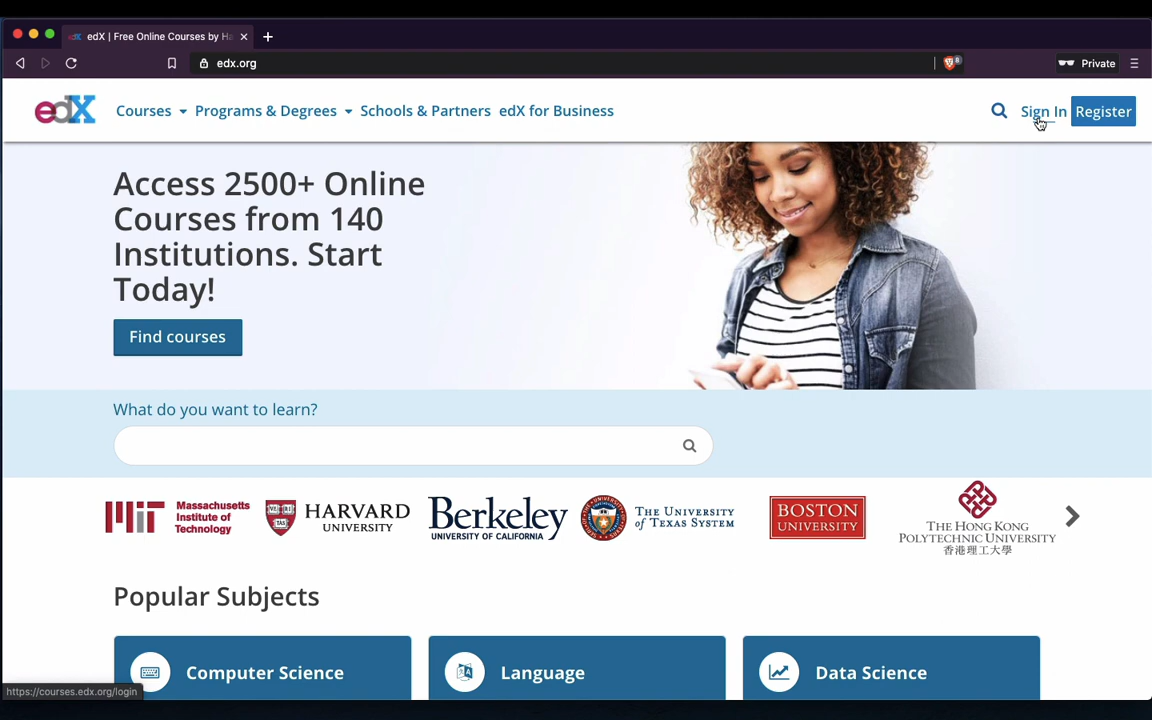 edX | Free Online Courses by Ha
edx.org
8
Private
edX
Courses
Programs & Degrees
Schools & Partners
edX for Business
Sign In
Register
Access 2500+ Online
Courses from 140
Institutions. Start
Today!
Find courses
What do you want to learn?
Massachusetts
Institute of
Technology
VE RI TAS
HARVARD
UNIVERSITY
Berkeley
UNIVERSITY OF CALIFORNIA
THE UNIVERSITY
of TEXAS SYSTEM
BOSTON
UNIVERSITY
THE HONG KONG
POLYTECHNIC UNIVERSITY
香港理工大學
Popular Subjects
Computer Science
Language
Data Science
https://courses.edx.org/login